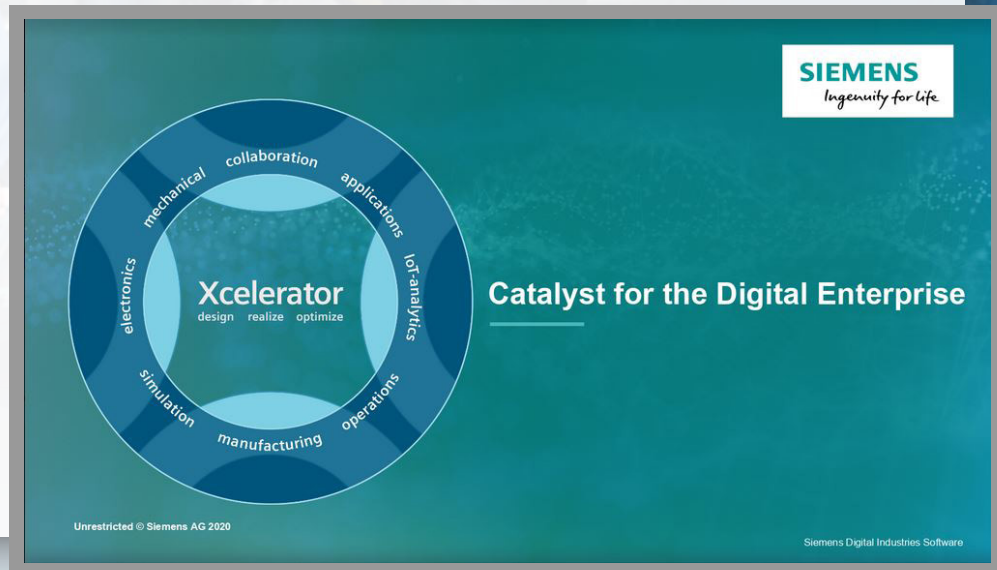 SIEMENS
Ingenuity for life
collaboration
applications
IoT-analytics
operations
manufacturing
simulation
electronics
mechanical
Xcelerator
design realize optimize
Catalyst for the Digital Enterprise
Unrestricted © Siemens AG 2020
Siemens Digital Industries Software